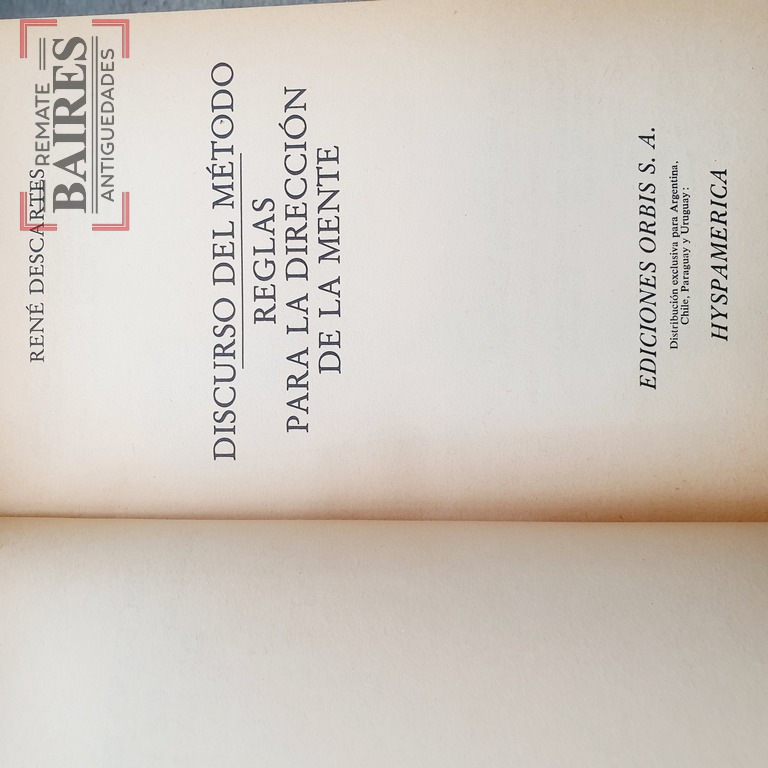 RENÉ DESCARTES
DISCURSO DEL MÉTODO
REGLAS
PARA LA DIRECCIÓN
DE LA MENTE
EDICIONES ORBIS S. A.
Distribución exclusiva para Argentina,
Chile, Paraguay y Uruguay:
HYSPAMERICA
REMATE
BAIRES
ANTIGUEDADES